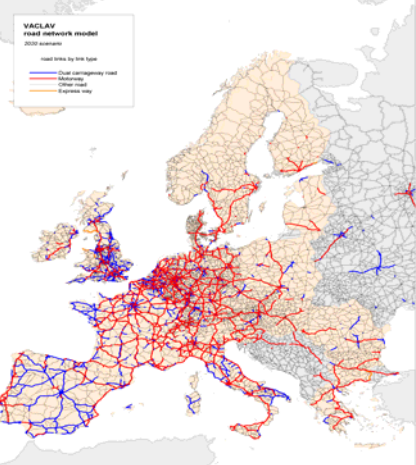 VACLAV
road network model
2030 scenario
road links by link type
Dual carriageway road
Motorway
Other road
Express way